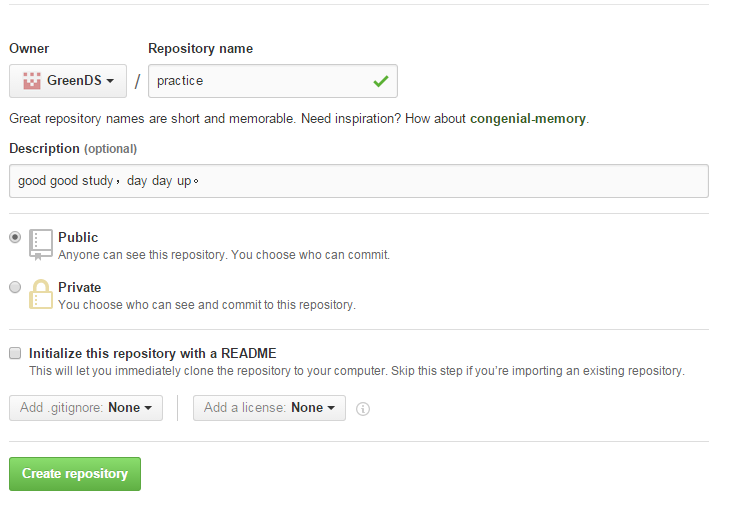 Owner Repository name
GreenDS / practice
Great repository names are short and memorable. Need inspiration? How about congenial-memory.
Description (optional)
good good study，day day up。
Public
Anyone can see this repository. You choose who can commit.
Private
You choose who can see and commit to this repository.
Initialize this repository with a README
This will let you immediately clone the repository to your computer. Skip this step if you’re importing an existing repository.
Add .gitignore: None Add a license: None
Create repository